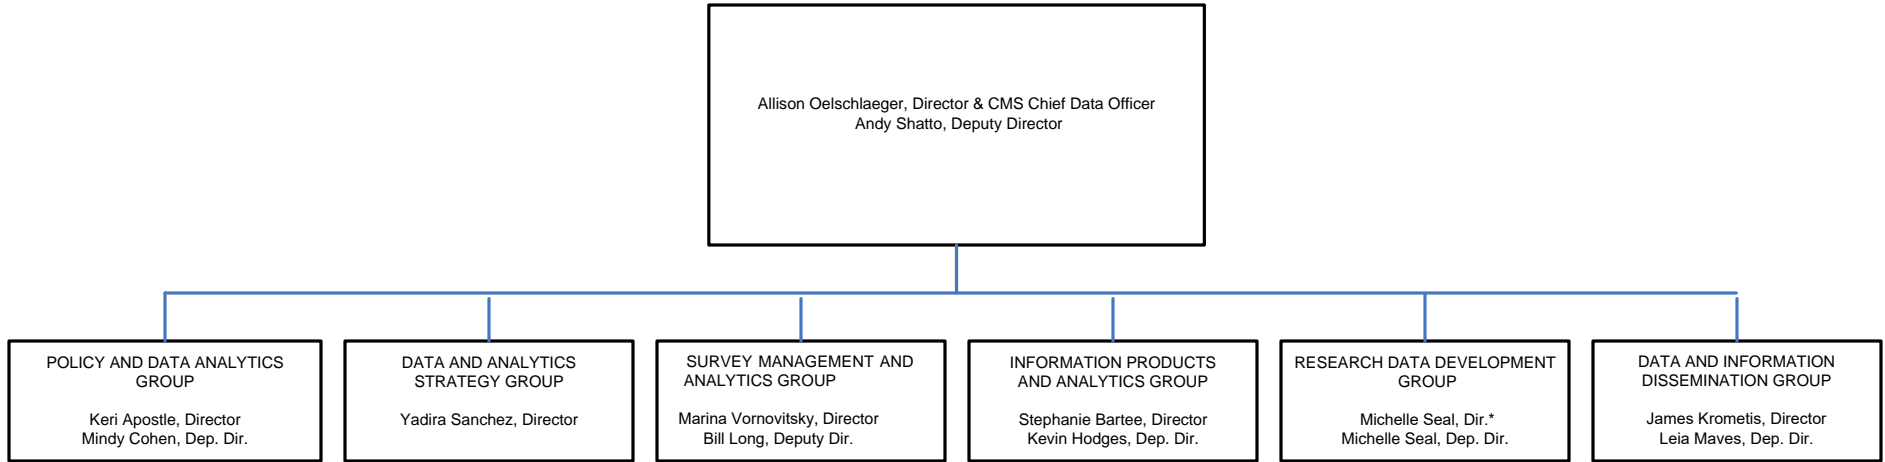 Allison Oelschlaeger, Director & CMS Chief Data Officer
Andy Shatto, Deputy Director
POLICY AND DATA ANALYTICS
GROUP
Keri Apostle, Director
Mindy Cohen, Dep. Dir.
DATA AND ANALYTICS
STRATEGY GROUP
Yadira Sanchez, Director
SURVEY MANAGEMENT AND
ANALYTICS GROUP
Marina Vornovitsky, Director
Bill Long, Deputy Dir.
INFORMATION PRODUCTS
AND ANALYTICS GROUP
Stephanie Bartee, Director
Kevin Hodges, Dep. Dir.
RESEARCH DATA DEVELOPMENT
GROUP
Michelle Seal, Dir.*
Michelle Seal, Dep. Dir.
DATA AND INFORMATION
DISSEMINATION GROUP
James Krometis, Director
Leia Maves, Dep. Dir.